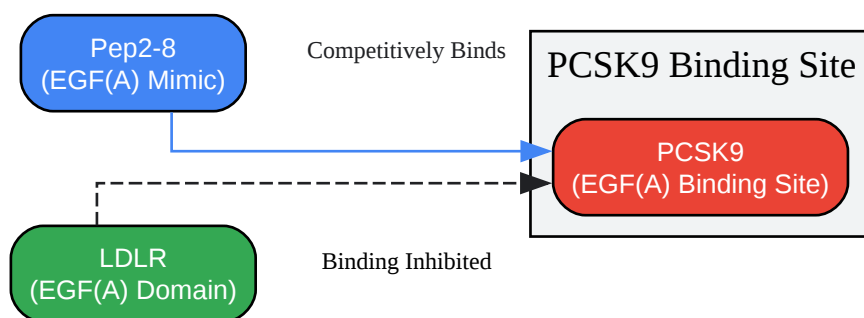 Pep2-8
(EGF(A) Mimic)
Competitively Binds
PCSK9 Binding Site
PCSK9
(EGF(A) Binding Site)
LDLR
(EGF(A) Domain)
Binding Inhibited